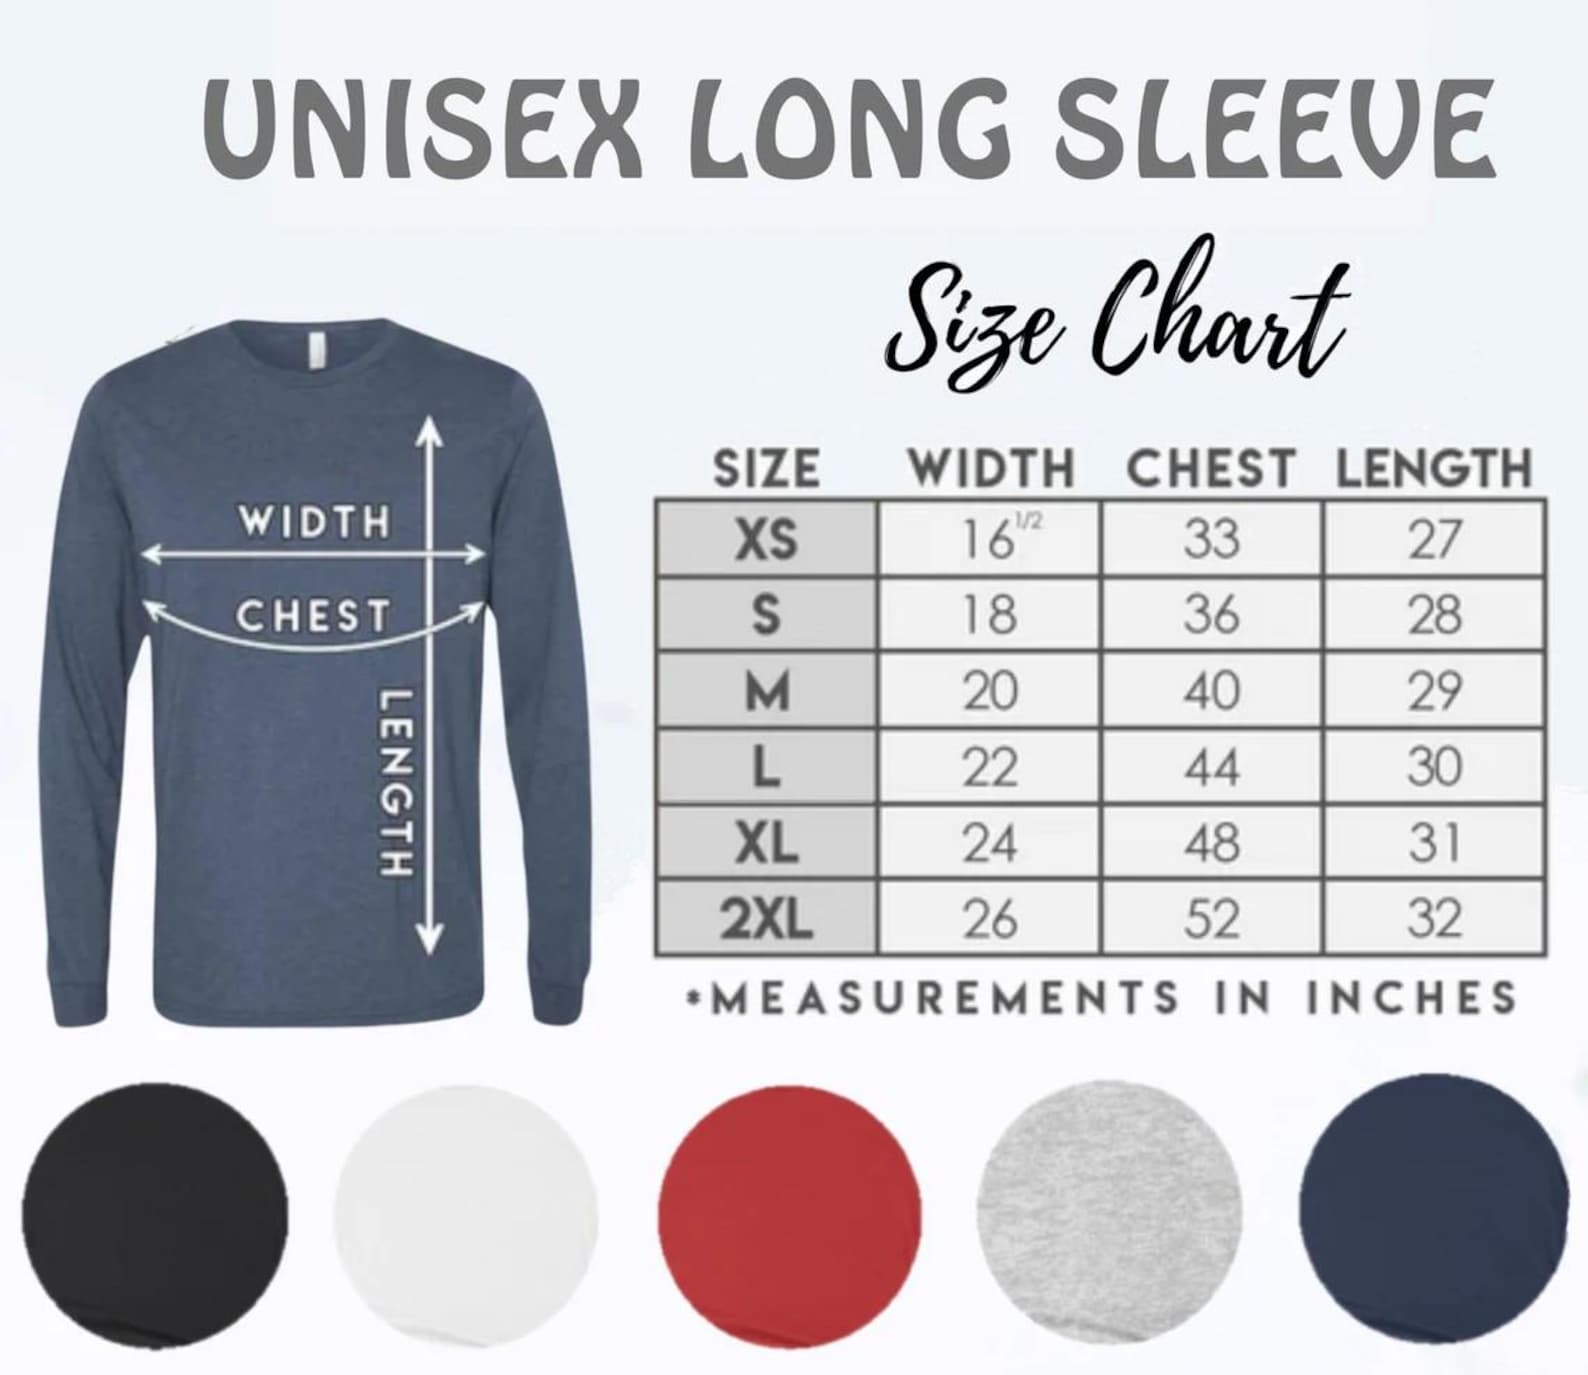 UNISEX LONG SLEEVE
Size Chart
WIDTH
CHEST
LENGTH
SIZE WIDTH CHEST LENGTH
XS 16 1/2 33 27
S 18 36 28
M 20 40 29
L 22 44 30
XL 24 48 31
2XL 26 52 32
*MEASUREMENTS IN INCHES